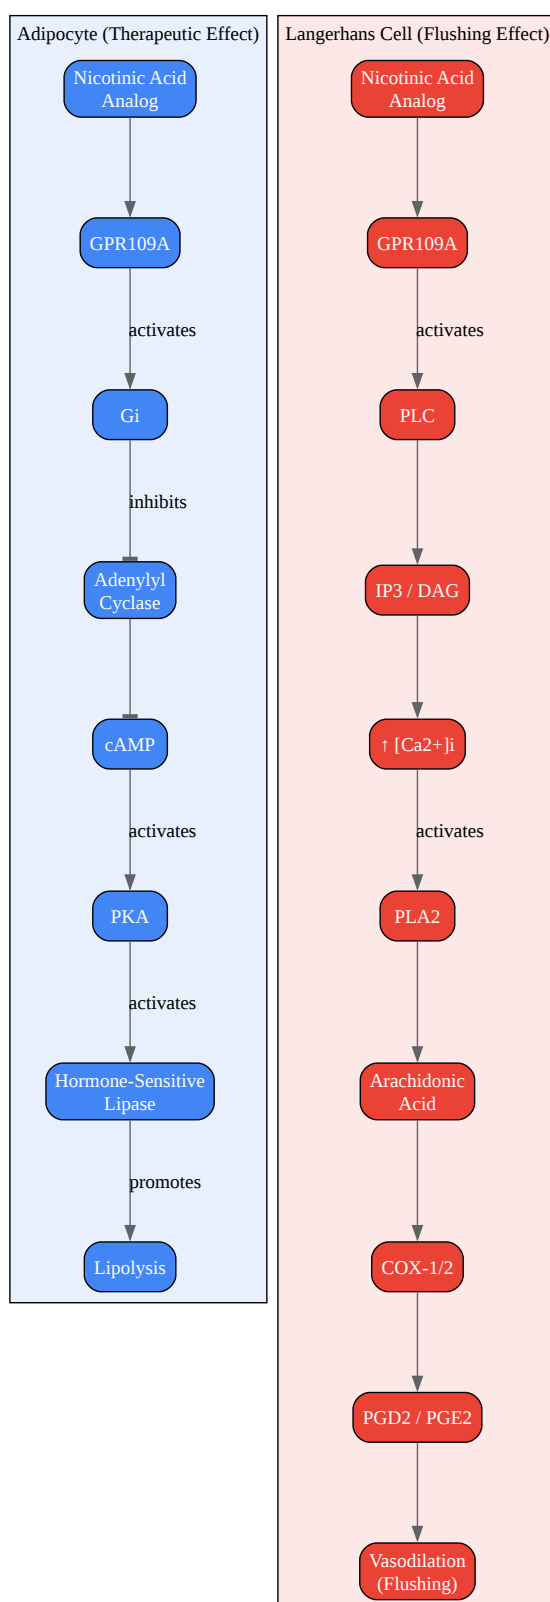 Adipocyte (Therapeutic Effect)
Nicotinic Acid
Analog
GPR109A
activates
Gi
inhibits
Adenylyl
Cyclase
cAMP
activates
PKA
activates
Hormone-Sensitive
Lipase
promotes
Lipolysis
Langerhans Cell (Flushing Effect)
Nicotinic Acid
Analog
GPR109A
activates
PLC
IP3 / DAG
↑ [Ca2+]i
activates
PLA2
Arachidonic
Acid
COX-1/2
PGD2 / PGE2
Vasodilation
(Flushing)